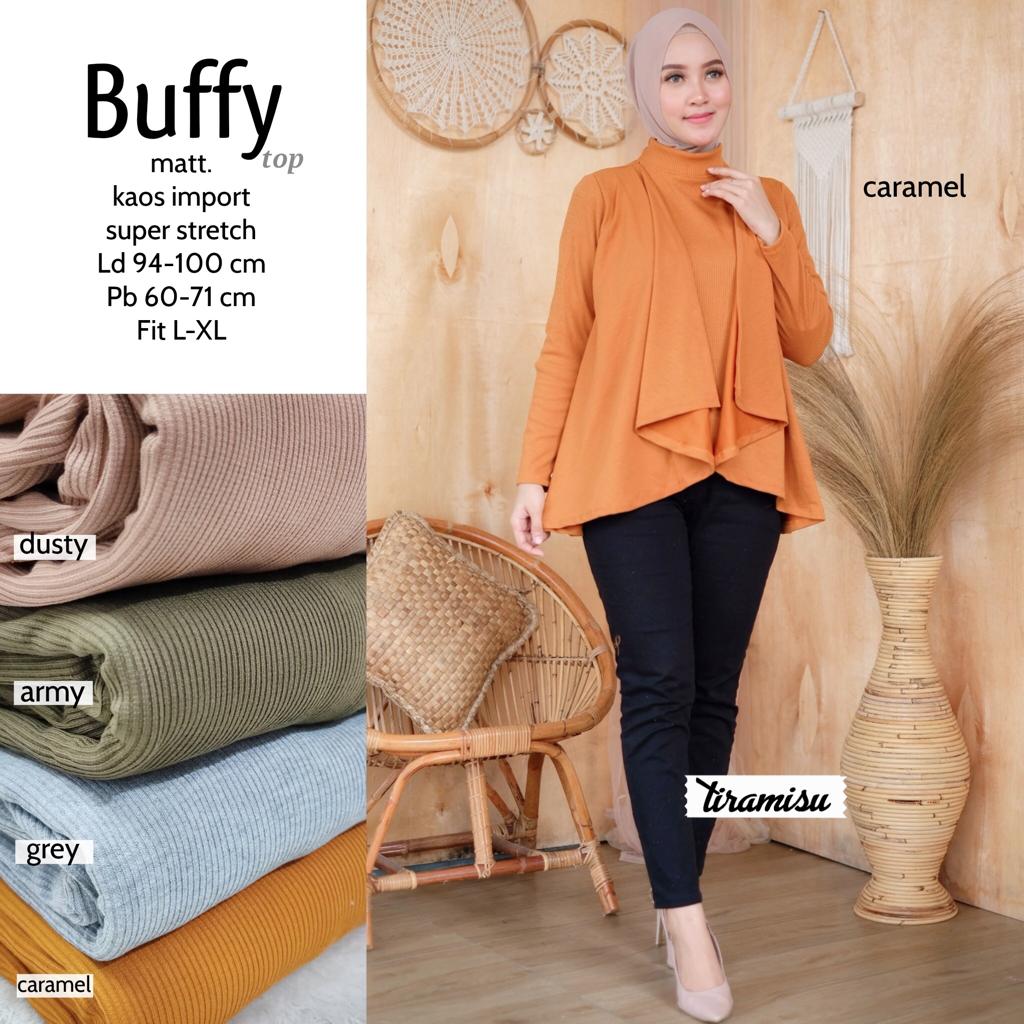 Buffy
top
matt.
kaos import
super stretch
Ld 94-100 cm
Pb 60-71 cm
Fit L-XL
dusty
army
grey
caramel
caramel
tiramisu